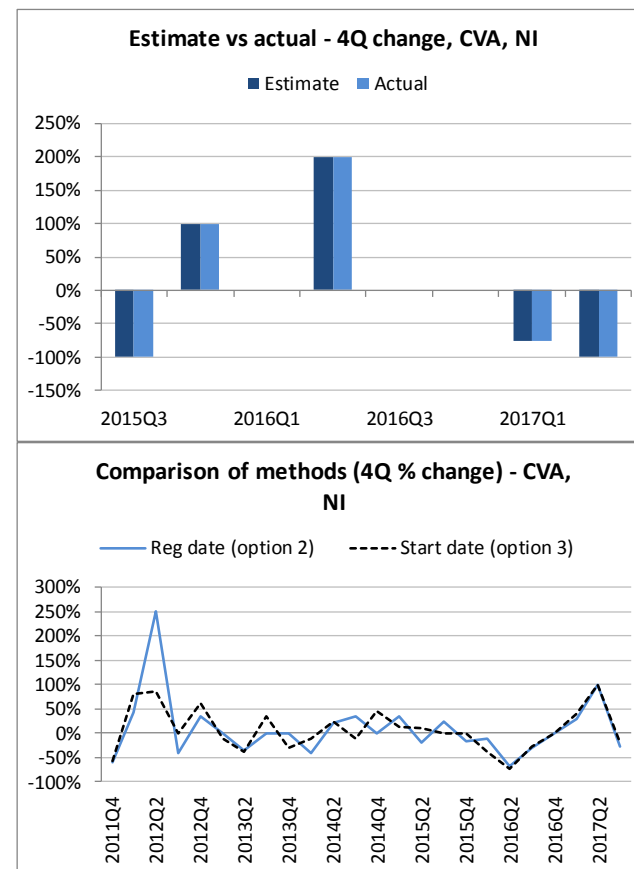 Estimate vs actual - 4Q change, CVA, NI
Estimate Actual
250%
200%
150%
100%
50%
0%
-50%
-100%
-150%
2015Q3 2016Q1 2016Q3 2017Q1
Comparison of methods (4Q % change) - CVA,
NI
Reg date (option 2) Start date (option 3)
300%
250%
200%
150%
100%
50%
0%
-50%
-100%
2011Q4
2012Q2
2012Q4
2013Q2
2013Q4
2014Q2
2014Q4
2015Q2
2015Q4
2016Q2
2016Q4
2017Q2